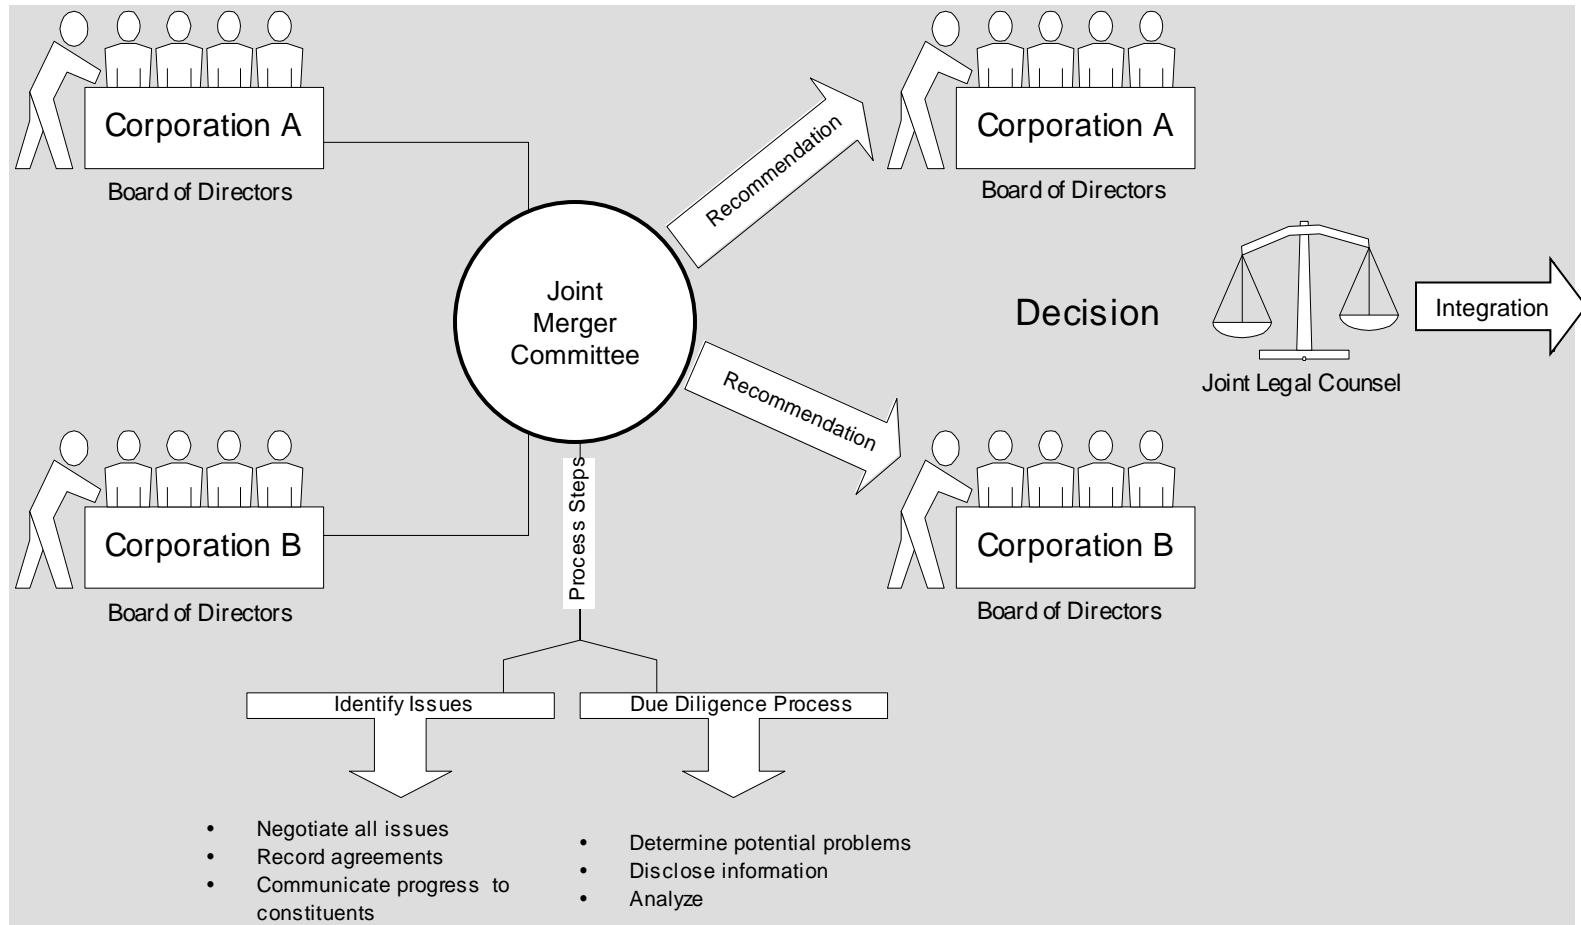 Corporation A
Board of Directors
Corporation B
Board of Directors
Joint
Merger
Committee
Recommendation
Recommendation
Corporation A
Board of Directors
Decision
Joint Legal Counsel
Integration
Corporation B
Board of Directors
Process Steps
Identify Issues
• Negotiate all issues
• Record agreements
• Communicate progress to
constituents
Due Diligence Process
• Determine potential problems
• Disclose information
• Analyze